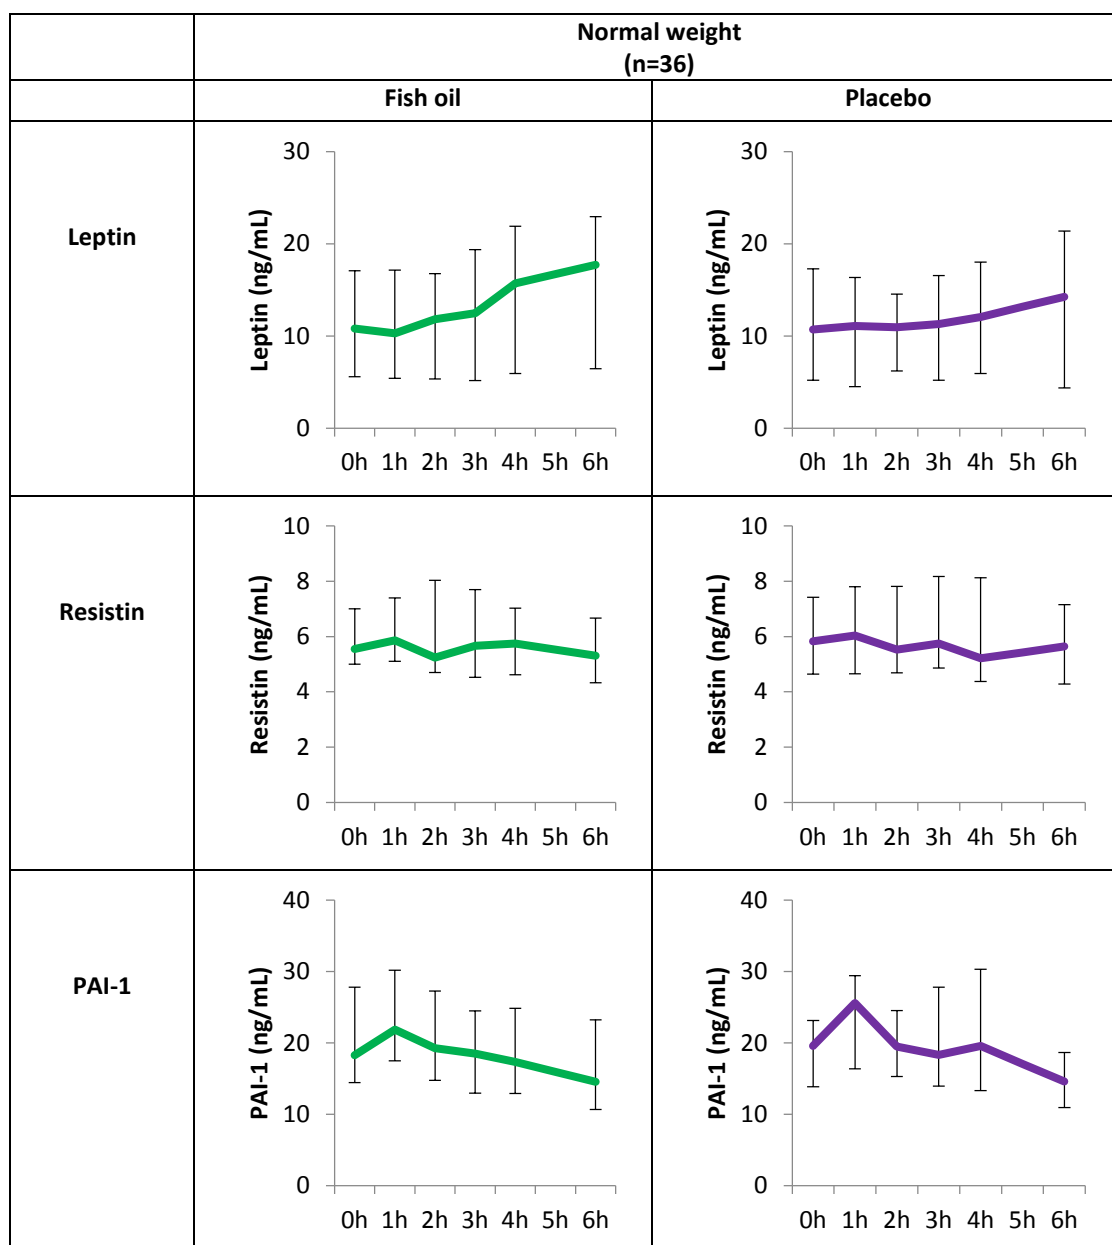 Normal weight
(n=36)
Fish oil
Placebo
Leptin
Leptin (ng/mL)
30
20
10
0
0h 1h 2h 3h 4h 5h 6h
Leptin (ng/mL)
30
20
10
0
0h 1h 2h 3h 4h 5h 6h
Resistin
Resistin (ng/mL)
10
8
6
4
2
0
0h 1h 2h 3h 4h 5h 6h
Resistin (ng/mL)
10
8
6
4
2
0
0h 1h 2h 3h 4h 5h 6h
PAI-1
PAI-1 (ng/mL)
40
30
20
10
0
0h 1h 2h 3h 4h 5h 6h
PAI-1 (ng/mL)
40
30
20
10
0
0h 1h 2h 3h 4h 5h 6h